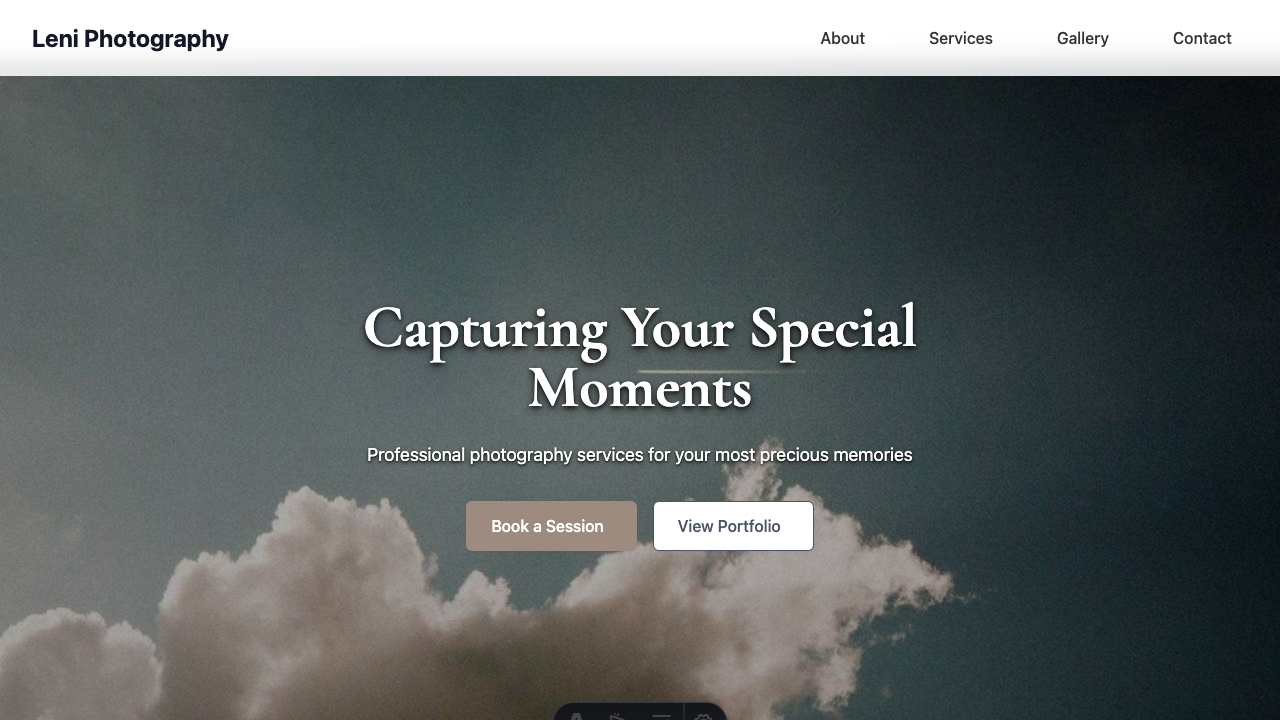 Leni Photography
About
Services
Gallery
Contact
Capturing Your Special
Moments
Professional photography services for your most precious memories
Book a Session
View Portfolio